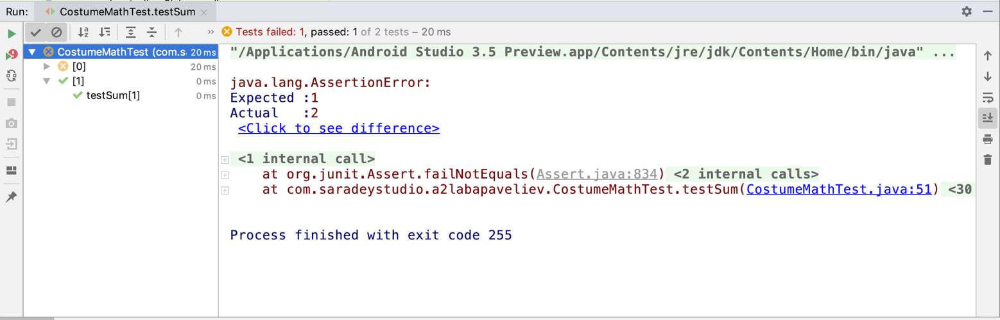 Run: CostumeMathTest.testSum
Tests failed: 1, passed: 1 of 2 tests – 20 ms
CostumeMathTest (com.s 20 ms
[0] 20 ms
[1] 0 ms
testSum[1] 0 ms
"/Applications/Android Studio 3.5 Preview.app/Contents/jre/jdk/Contents/Home/bin/java" ...
java.lang.AssertionError:
Expected :1
Actual   :2
<Click to see difference>
<1 internal call>
at org.junit.Assert.failNotEquals(Assert.java:834) <2 internal calls>
at com.saradeystudio.a2labapaveliev.CostumeMathTest.testSum(CostumeMathTest.java:51) <30
Process finished with exit code 255